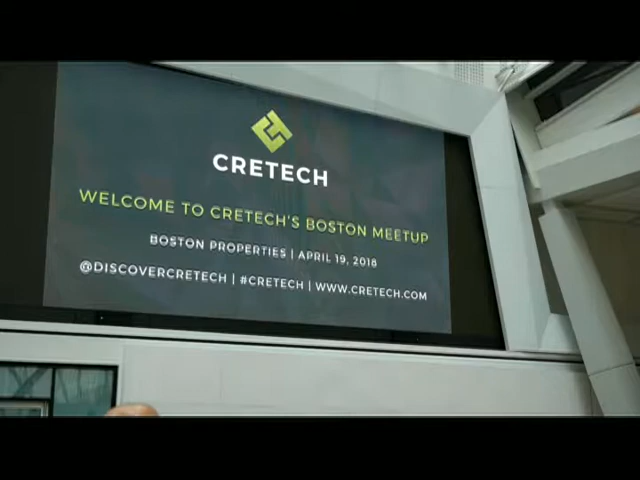 CRETECH
WELCOME TO CRETECH'S BOSTON MEETUP
BOSTON PROPERTIES | APRIL 19, 2018
@DISCOVERCRETECH | #CRETECH | WWW.CRETECH.COM